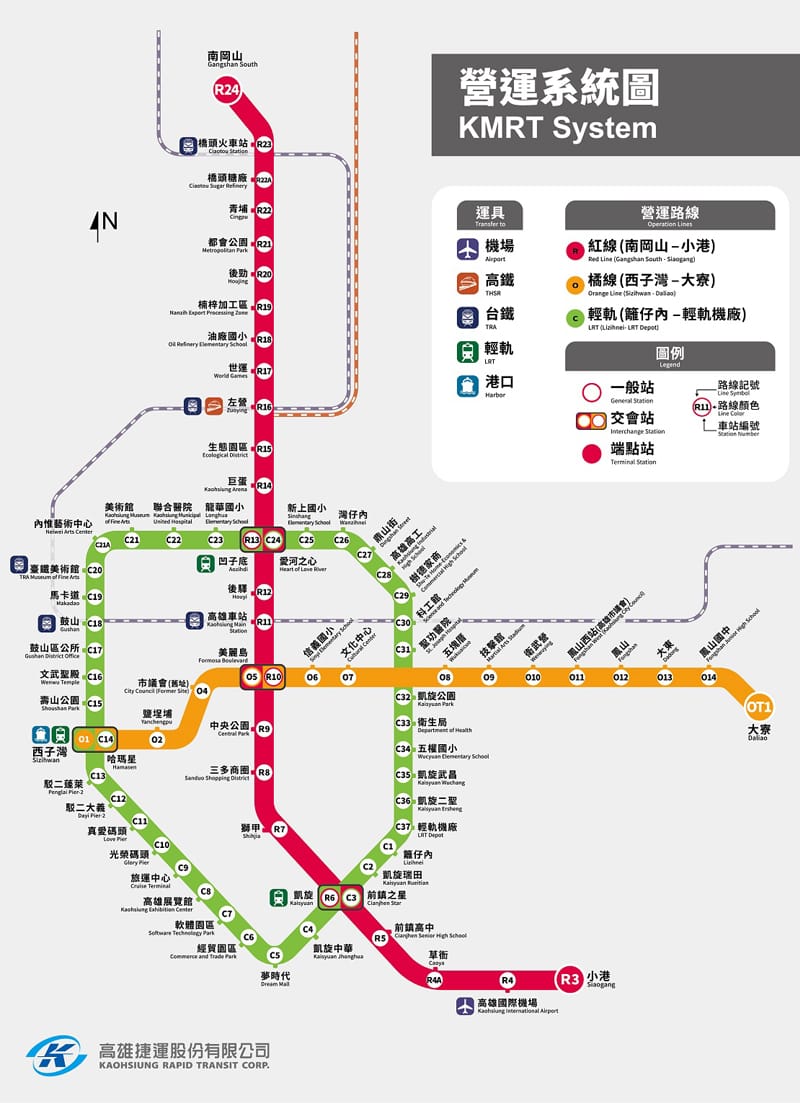 營運系統圖
KMRT System
運具
Transfer to
機場
Airport
高鐵
THSR
台鐵
TRA
輕軌
LRT
港口
Harbor
營運路線
Operation Lines
R
紅線(南岡山–小港)
Red Line (Gangshan South - Siaogang)
O
橘線(西子灣–大寮)
Orange Line (Sizihwan - Daliao)
C
輕軌(籬仔內–輕軌機廠)
LRT (Lizihnei- LRT Depot)
圖例
Legend
一般站
General Station
交會站
Interchange Station
端點站
Terminal Station
R11
路線記號
Line Symbol
路線顏色
Line Color
車站編號
Station Number
N
南岡山
Gangshan South
R24
橋頭火車站
Ciaotou Station
R23
橋頭糖廠
Ciaotou Sugar Refinery
R22A
青埔
Cingpu
R22
都會公園
Metropolitan Park
R21
後勁
Houjing
R20
楠梓加工區
Nanzih Export Processing Zone
R19
油廠國小
Oil Refinery Elementary School
R18
世運
World Games
R17
左營
Zuoying
R16
生態園區
Ecological District
R15
巨蛋
Kaohsiung Arena
R14
凹子底
Aozihdi
R13
C24
愛河之心
Heart of Love River
後驛
Houyi
R12
高雄車站
Kaohsiung Main
Station
R11
美麗島
Formosa Boulevard
O5
R10
中央公園
Central Park
R9
三多商圈
Sanduo Shopping District
R8
獅甲
Shihjia
R7
凱旋
Kaisyuan
R6
C3
前鎮之星
Cianjhen Star
R5
前鎮高中
Cianjhen Senior High School
草衙
Caoya
R4A
R4
高雄國際機場
Kaohsiung International Airport
R3
小港
Siaogang
西子灣
Sizihwan
O1
C14
哈瑪星
Hamasen
鹽埕埔
Yanchengpu
O2
市議會(舊址)
City Council (Former Site)
O4
信義國小
Sinyi Elementary School
O6
文化中心
Cultural Center
O7
五塊厝
Weiwuying
O8
技擊館
Martial Arts Stadium
O9
衛武營
Weiwuying
O10
鳳山西站(高雄市議會)
Fongshan West (Kaohsiung City Council)
O11
鳳山
Fongshan
O12
大東
Dadong
O13
鳳山國中
Fongshan Junior High School
O14
OT1
大寮
Daliao
內惟藝術中心
Neiwei Arts Center
C21A
美術館
Kaohsiung Museum
of Fine Arts
C21
聯合醫院
Kaohsiung Municipal
United Hospital
C22
龍華國小
Longhua
Elementary School
C23
新上國小
Sinshang
Elementary School
C25
灣仔內
Wanzihnei
C26
鼎山街
Dingshan Street
C27
高雄高工
Kaohsiung Industrial
High School
C28
樹德家商
Shu-Te Home-Economics &
Commercial High School
C29
科工館
Science and Technology Museum
C30
聖功醫院
St. Joseph Hospital
C31
凱旋公園
Kaisyuan Park
C32
衛生局
Department of Health
C33
五權國小
Wucyuan Elementary School
C34
凱旋武昌
Kaisyuan Wuchang
C35
凱旋二聖
Kaisyuan Ersheng
C36
輕軌機廠
LRT Depot
C37
籬仔內
Lizihnei
C1
凱旋瑞田
Kaisyuan Rueitian
C2
凱旋中華
Kaisyuan Jhonghua
C4
夢時代
Dream Mall
C5
經貿園區
Commerce and Trade Park
C6
軟體園區
Software Technology Park
C7
高雄展覽館
Kaohsiung Exhibition Center
C8
旅運中心
Cruise Terminal
C9
光榮碼頭
Glory Pier
C10
真愛碼頭
Love Pier
C11
駁二大義
Dayi Pier-2
C12
駁二蓬萊
Penglai Pier-2
C13
壽山公園
Shoushan Park
C15
文武聖殿
Wenwu Temple
C16
鼓山區公所
Gushan District Office
C17
鼓山
Gushan
C18
馬卡道
Makadao
C19
臺鐵美術館
TRA Museum of Fine Arts
C20
高雄捷運股份有限公司
KAOHSIUNG RAPID TRANSIT CORP.